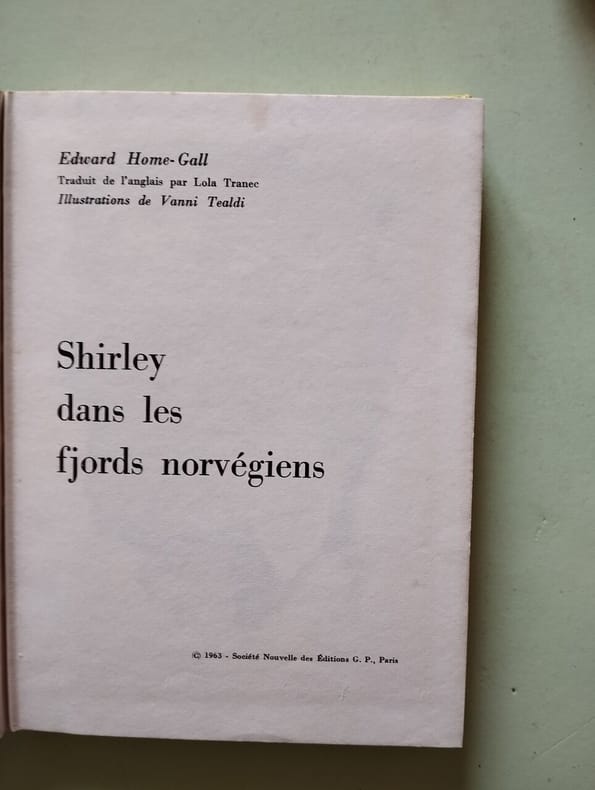 Edward Home-Gall
Traduit de l'anglais par Lola Tranec
Illustrations de Vanni Tealdi
Shirley
dans les
fjords norvégiens
© 1963 - Société Nouvelle des Éditions G. P., Paris